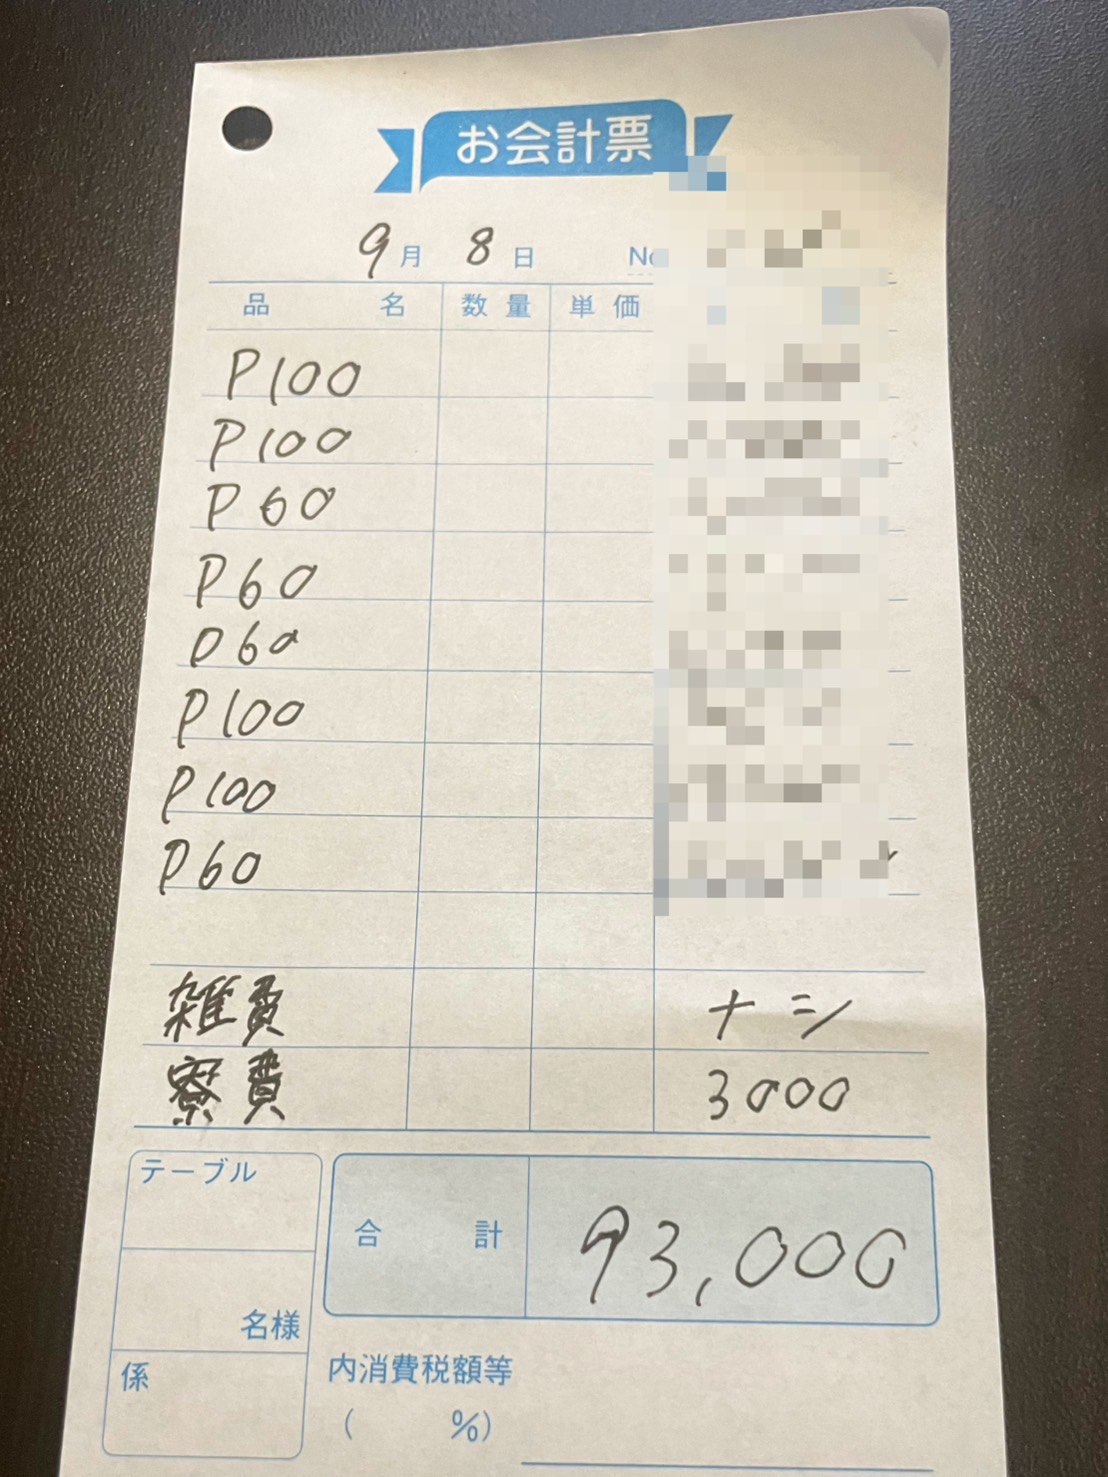 お会計票
9月 8日 No
品名 数量 単価
P100
P100
P60
P60
P60
P100
P100
P60
雑費 ナシ
寮費 3000
テーブル
合計 93,000
名様
係
内消費税額等
( %)